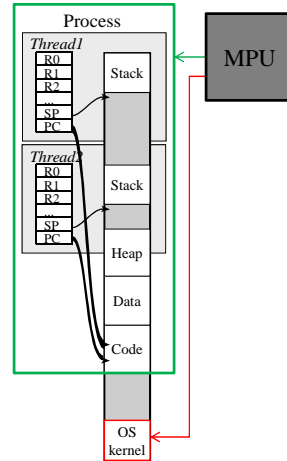 Process
MPU
Thread1
R0
R1
R2
...
SP
PC
Stack
Thread2
R0
R1
R2
...
SP
PC
Stack
Heap
Data
Code
OS
kernel